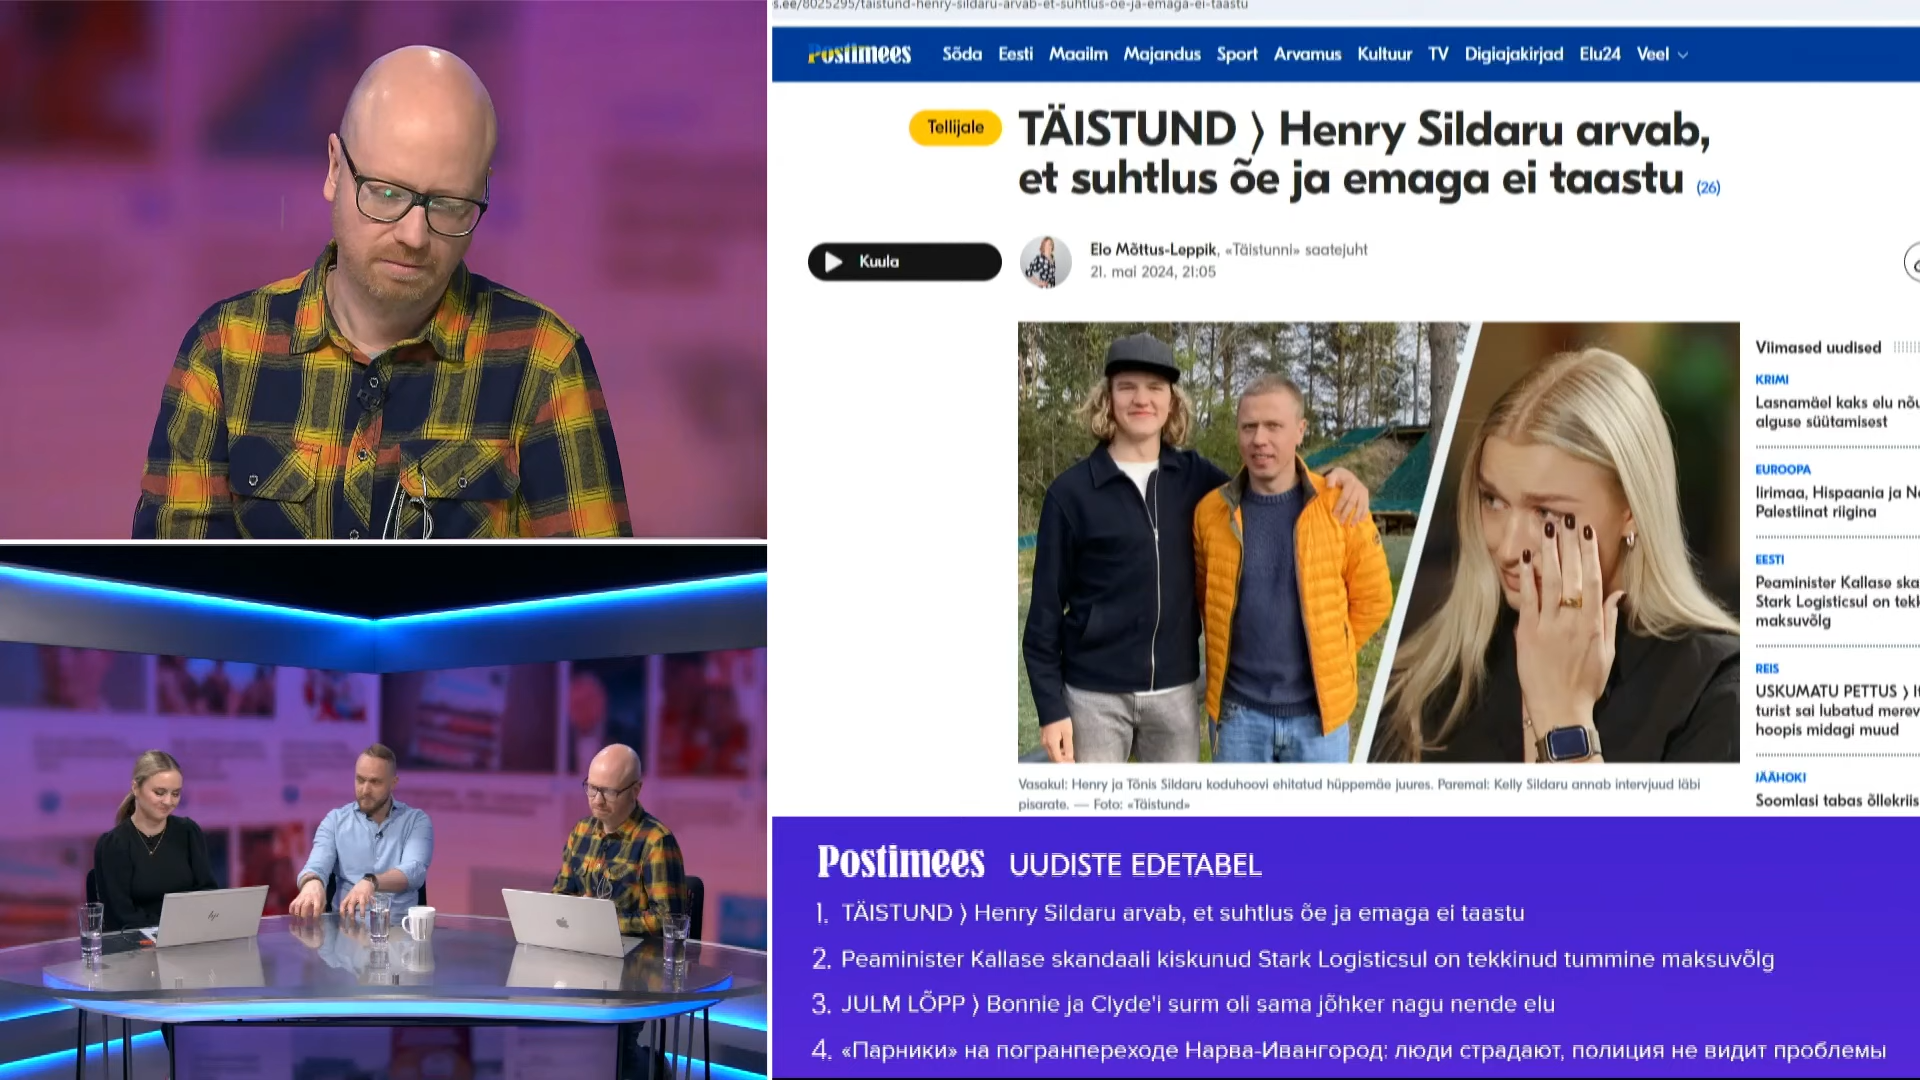 s.ee/8025295/taistund-henry-sildaru-arvab-et-suhtlus-oe-ja-emaga-ei-taastu
Postimees Sõda Eesti Maailm Majandus Sport Arvamus Kultuur TV Digiajakirjad Elu24 Veel
Tellijale
TÄISTUND ⟩ Henry Sildaru arvab,
et suhtlus õe ja emaga ei taastu (26)
Kuula
Elo Mõttus-Leppik, «Täistunni» saatejuht
21. mai 2024, 21:05
Vasakul: Henry ja Tõnis Sildaru koduhoovi ehitatud hüppemäe juures. Paremal: Kelly Sildaru annab intervjuud läbi
pisarate. — Foto: «Täistund»
Viimased uudised
KRIMI
Lasnamäel kaks elu nõu
alguse süütamisest
EUROOPA
Iirimaa, Hispaania ja No
Palestiinat riigina
EESTI
Peaminister Kallase ska
Stark Logisticsul on tekk
maksuvõlg
REIS
USKUMATU PETTUS ⟩ It
turist sai lubatud merev
hoopis midagi muud
JÄÄHOKI
Soomlasi tabas õllekriis
Postimees UUDISTE EDETABEL
1. TÄISTUND ⟩ Henry Sildaru arvab, et suhtlus õe ja emaga ei taastu
2. Peaminister Kallase skandaali kiskunud Stark Logisticsul on tekkinud tummine maksuvõlg
3. JULM LÕPP ⟩ Bonnie ja Clyde'i surm oli sama jõhker nagu nende elu
4. «Парники» на погранпереходе Нарва-Ивангород: люди страдают, полиция не видит проблемы